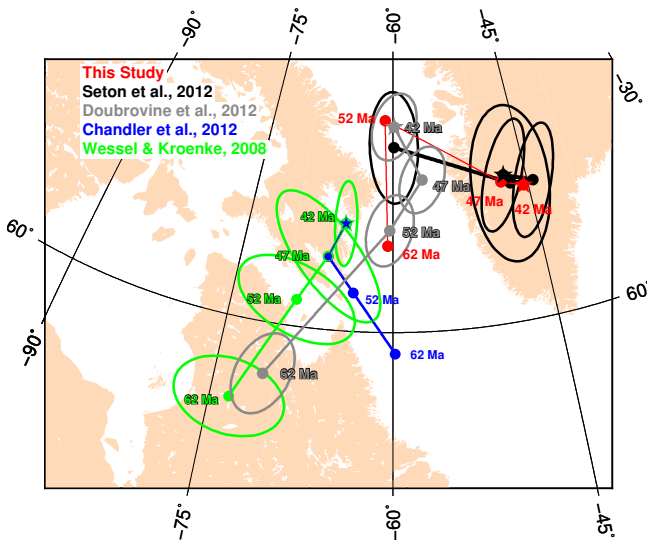 −90˚
−75˚
−60˚
−45˚
−30˚
This Study
Seton et al., 2012
Doubrovine et al., 2012
Chandler et al., 2012
Wessel & Kroenke, 2008
52 Ma
42 Ma
47 Ma
47 Ma
42 Ma
42 Ma
52 Ma
60˚
47 Ma
62 Ma
52 Ma
52 Ma
60˚
−90˚
62 Ma
62 Ma
62 Ma
−75˚
−60˚
−45˚